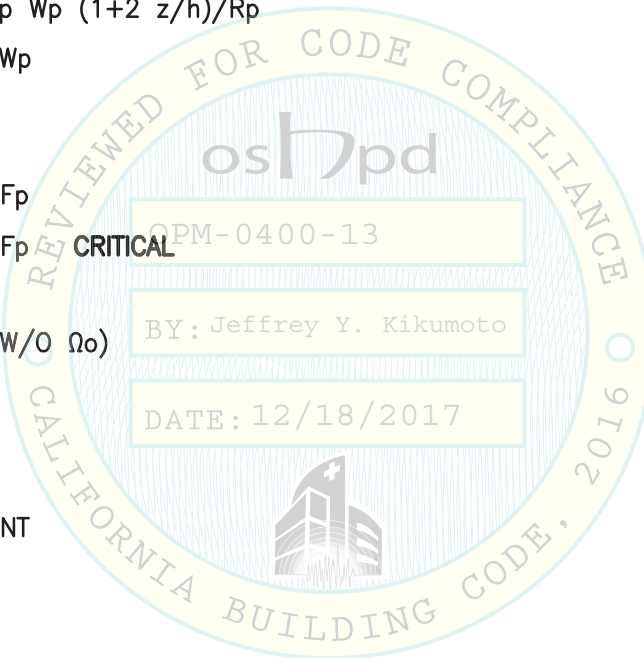 p Wp (1+2 z/h)/Rp
Wp
REVIEWED FOR CODE COMPLIANCE
oshpd
Fp
OPM-0400-13
Fp CRITICAL
BY: Jeffrey Y. Kikumoto
W/O Ωo)
DATE: 12/18/2017
NT
CALIFORNIA BUILDING CODE, 2016